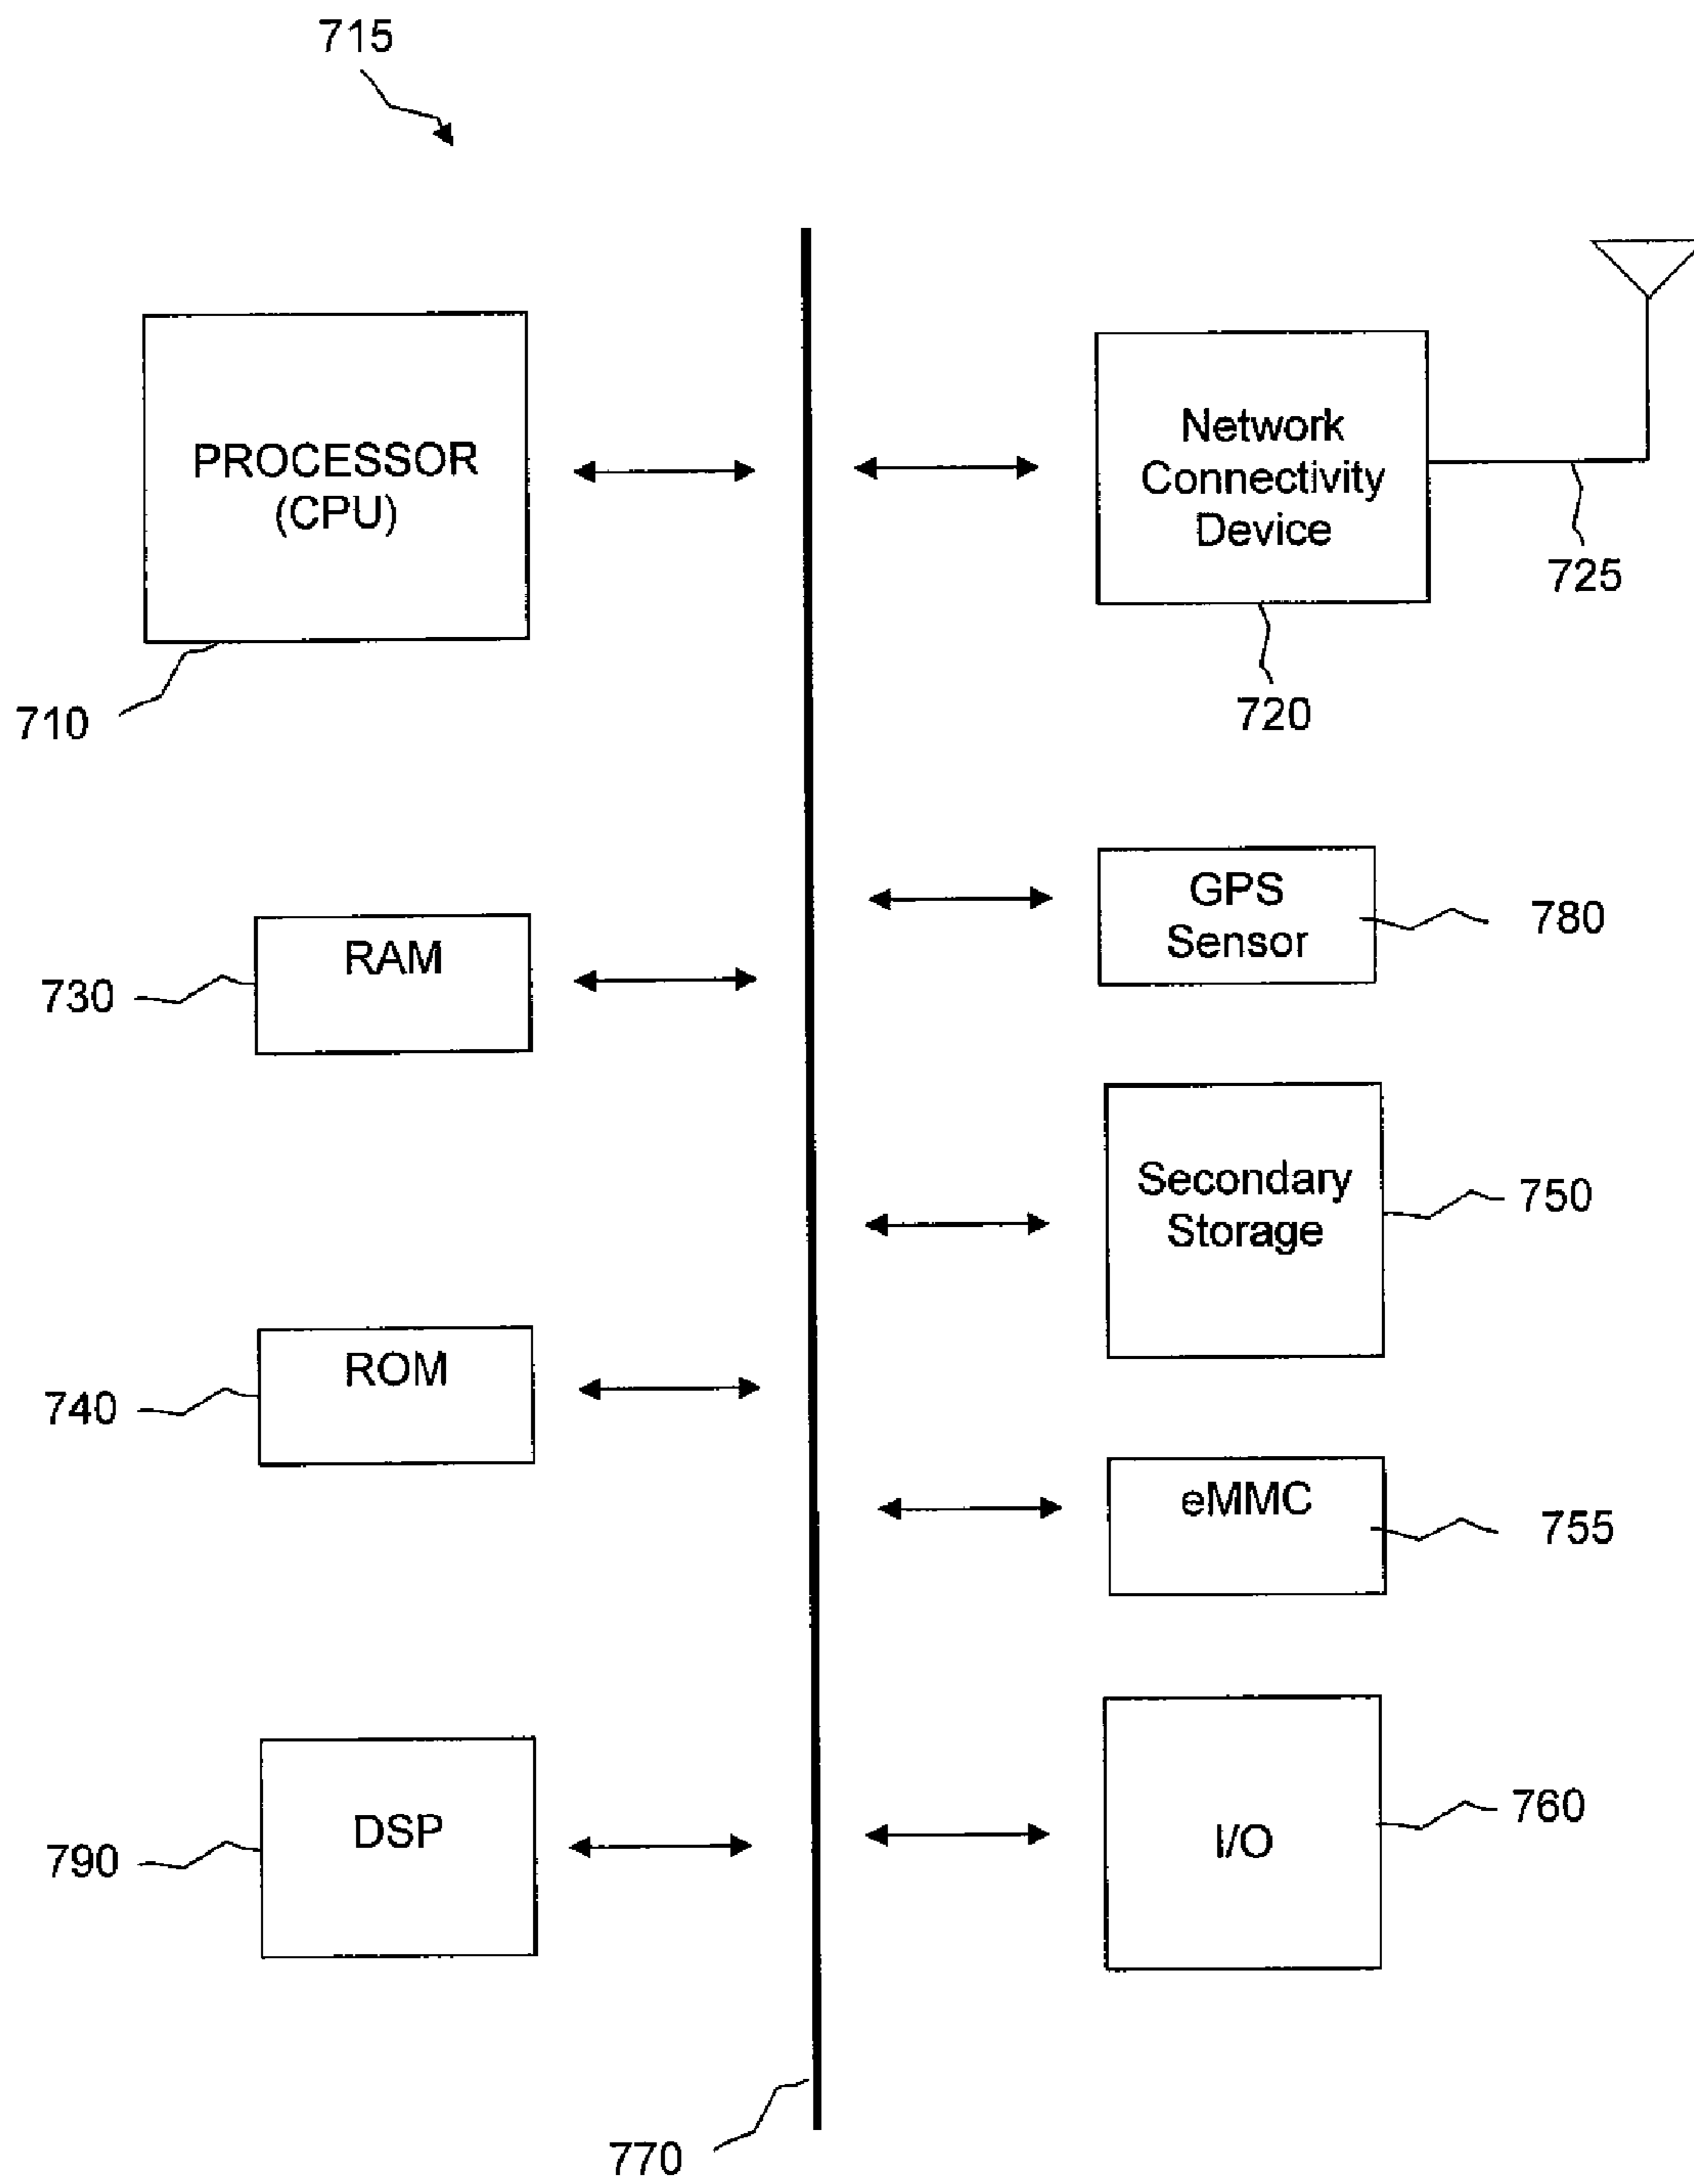 715
PROCESSOR
(CPU)
710
Network
Connectivity
Device
725
720
RAM
730
GPS
Sensor
780
Secondary
Storage
750
ROM
740
eMMC
755
DSP
790
I/O
760
770